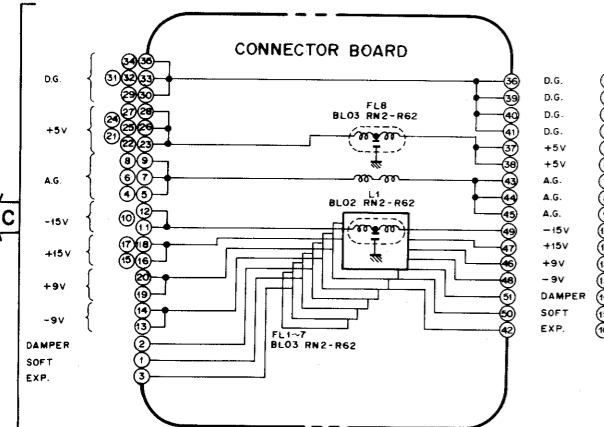 CONNECTOR BOARD
34 35
D.G. 31 32 33 36 D.G.
29 30 39 D.G.
FL8
BL03 RN2-R62
27 28 40 D.G.
24 41 D.G.
+5V 25 26 37 +5V
21 22 23 38 +5V
8 9
A.G. 6 7 43 A.G.
4 5 44 A.G.
L1
BL02 RN2-R62
45 A.G.
C
12
-15V 10 11 49 -15V
17 18 47 +15V
+15V 15 16 46 +9V
20 48 -9V
+9V 19 51 DAMPER
14 50 SOFT
-9V 13 42 EXP.
FL1~7
BL03 RN2-R62
DAMPER 2
SOFT 1
EXP. 3